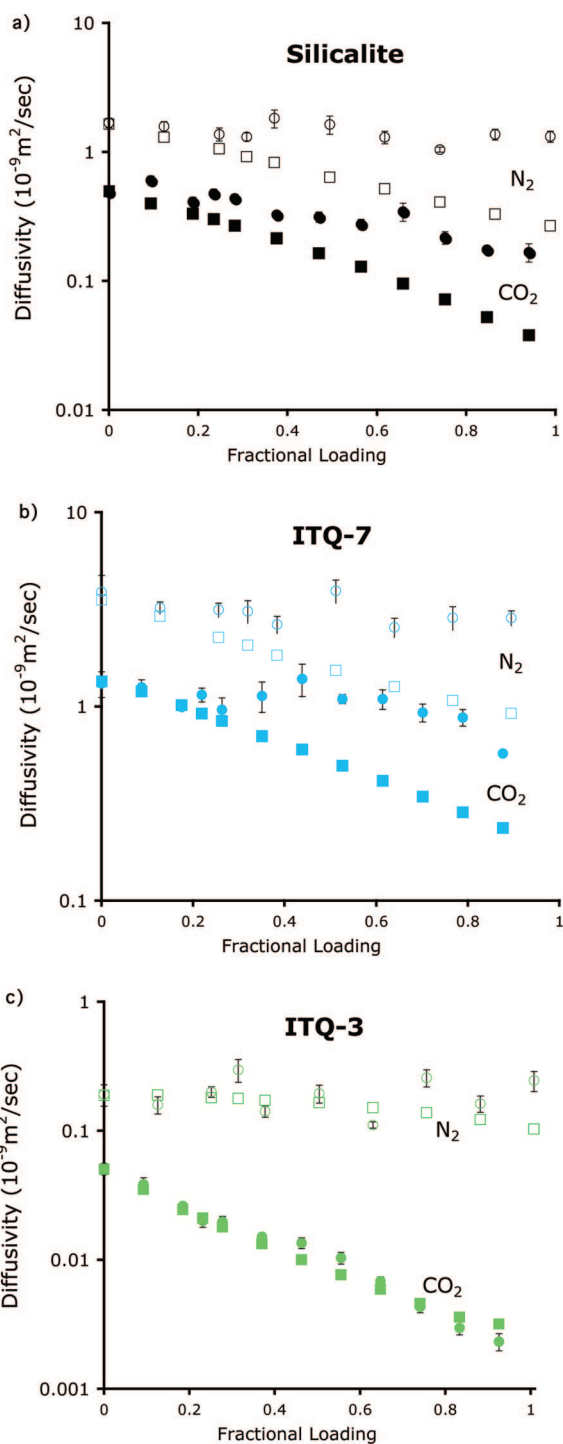 a)
Silicalite
Diffusivity (10⁻⁹m²/sec)
10
1
0.1
0.01
N₂
CO₂
0 0.2 0.4 0.6 0.8 1
Fractional Loading
b)
ITQ-7
Diffusivity (10⁻⁹m²/sec)
10
1
0.1
N₂
CO₂
0 0.2 0.4 0.6 0.8 1
Fractional Loading
c)
ITQ-3
Diffusivity (10⁻⁹m²/sec)
1
0.1
0.01
0.001
N₂
CO₂
0 0.2 0.4 0.6 0.8 1
Fractional Loading